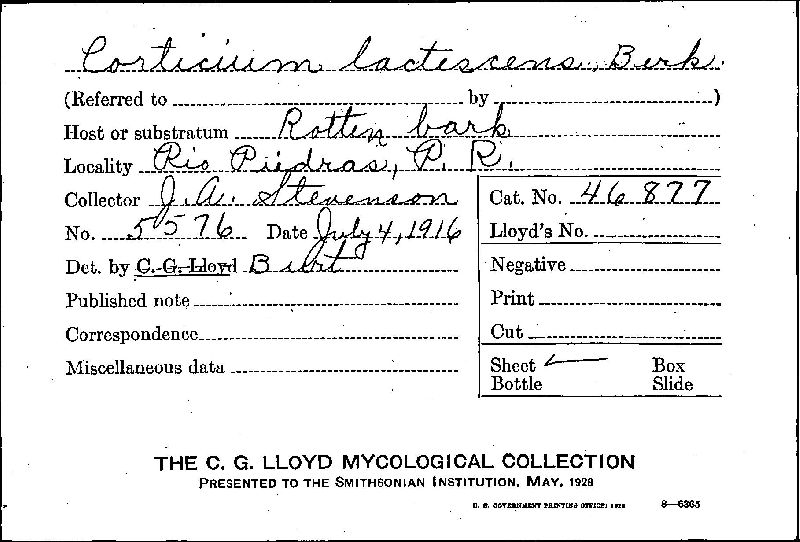 Corticium lactescens, Berk.
(Referred to by )
Host or substratum Rotten bark
Locality Rio Piedras, P. R.
Collector J. A. Stevenson
No. 5576 Date July 4, 1916
Det. by C. G. Lloyd Burt
Published note
Correspondence
Miscellaneous data
Cat. No. 46877
Lloyd's No.
Negative
Print
Cut
Sheet Box
Bottle Slide
THE C. G. LLOYD MYCOLOGICAL COLLECTION
PRESENTED TO THE SMITHSONIAN INSTITUTION, MAY, 1928
U. S. GOVERNMENT PRINTING OFFICE: 1928 8—6365